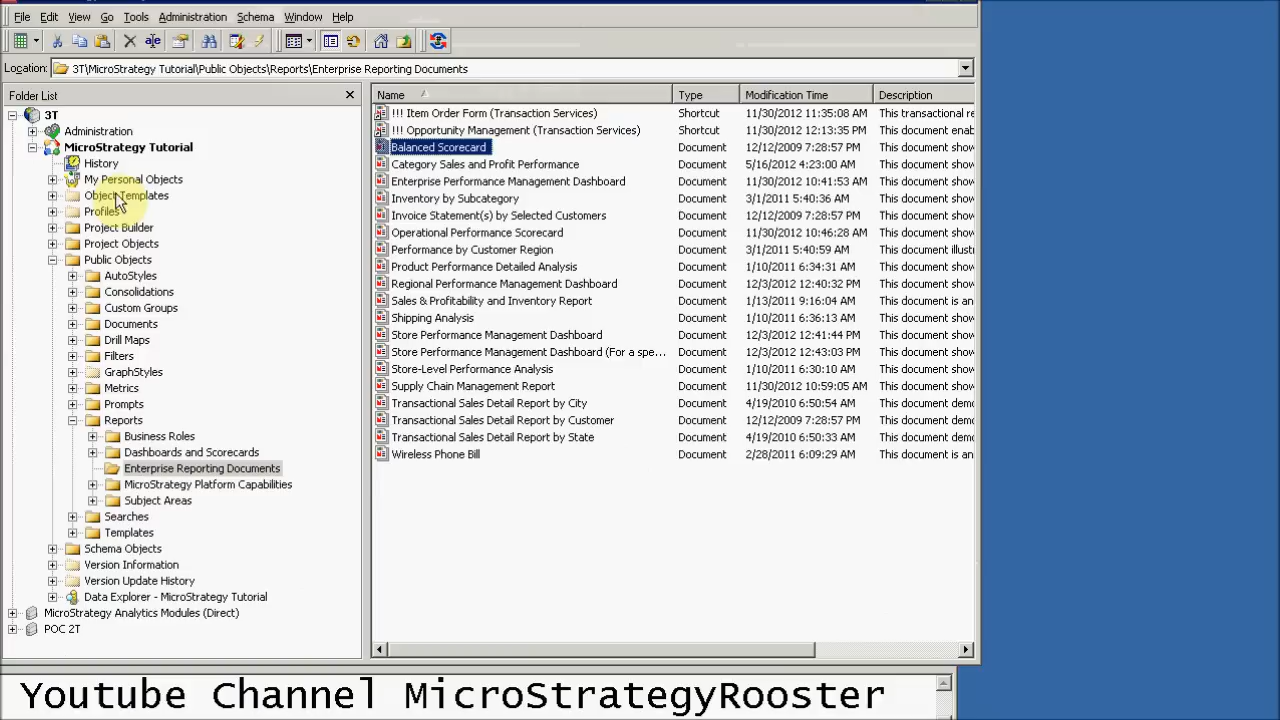 File Edit View Go Tools Administration Schema Window Help
Location: 3T\MicroStrategy Tutorial\Public Objects\Reports\Enterprise Reporting Documents
Folder List
3T
Administration
MicroStrategy Tutorial
History
My Personal Objects
Object Templates
Profiles
Project Builder
Project Objects
Public Objects
AutoStyles
Consolidations
Custom Groups
Documents
Drill Maps
Filters
GraphStyles
Metrics
Prompts
Reports
Business Roles
Dashboards and Scorecards
Enterprise Reporting Documents
MicroStrategy Platform Capabilities
Subject Areas
Searches
Templates
Schema Objects
Version Information
Version Update History
Data Explorer - MicroStrategy Tutorial
MicroStrategy Analytics Modules (Direct)
POC 2T
Name Type Modification Time Description
!!! Item Order Form (Transaction Services) Shortcut 11/30/2012 11:35:08 AM This transactional re
!!! Opportunity Management (Transaction Services) Shortcut 11/30/2012 12:13:35 PM This document enab
Balanced Scorecard Document 12/12/2009 7:28:57 PM This document show
Category Sales and Profit Performance Document 5/16/2012 4:23:00 AM This document show
Enterprise Performance Management Dashboard Document 11/30/2012 10:41:53 AM This document show
Inventory by Subcategory Document 3/1/2011 5:40:36 AM This document show
Invoice Statement(s) by Selected Customers Document 12/12/2009 7:28:57 PM This document show
Operational Performance Scorecard Document 11/30/2012 10:46:28 AM This document show
Performance by Customer Region Document 3/1/2011 5:40:59 AM This document illust
Product Performance Detailed Analysis Document 1/10/2011 6:34:31 AM This document show
Regional Performance Management Dashboard Document 12/3/2012 12:40:32 PM This document show
Sales & Profitability and Inventory Report Document 1/13/2011 9:16:04 AM This document is an
Shipping Analysis Document 1/10/2011 6:36:13 AM This document show
Store Performance Management Dashboard Document 12/3/2012 12:41:44 PM This document show
Store Performance Management Dashboard (For a spe... Document 12/3/2012 12:43:03 PM This document show
Store-Level Performance Analysis Document 1/10/2011 6:30:10 AM This document show
Supply Chain Management Report Document 11/30/2012 10:59:05 AM This document show
Transactional Sales Detail Report by City Document 4/19/2010 6:50:54 AM This document demo
Transactional Sales Detail Report by Customer Document 12/12/2009 7:28:57 PM This document demo
Transactional Sales Detail Report by State Document 4/19/2010 6:50:33 AM This document demo
Wireless Phone Bill Document 2/28/2011 6:09:29 AM This document is an
Youtube Channel MicroStrategyRooster